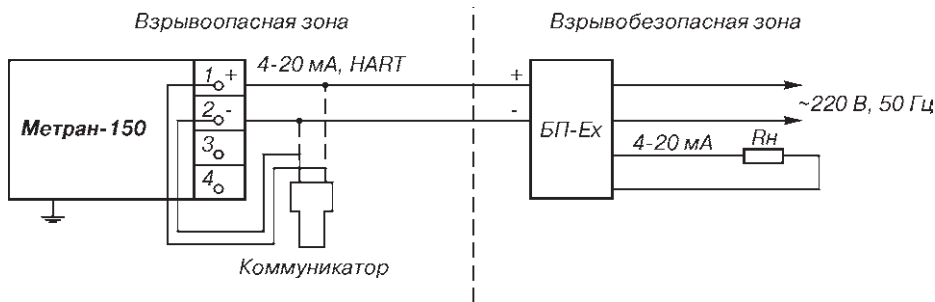 Взрывоопасная зона
Взрывобезопасная зона
4-20 мА, HART
1 +
2 -
3
4
Метран-150
+
-
БП-Ех
~220 В, 50 Гц
4-20 мА
Rн
Коммуникатор